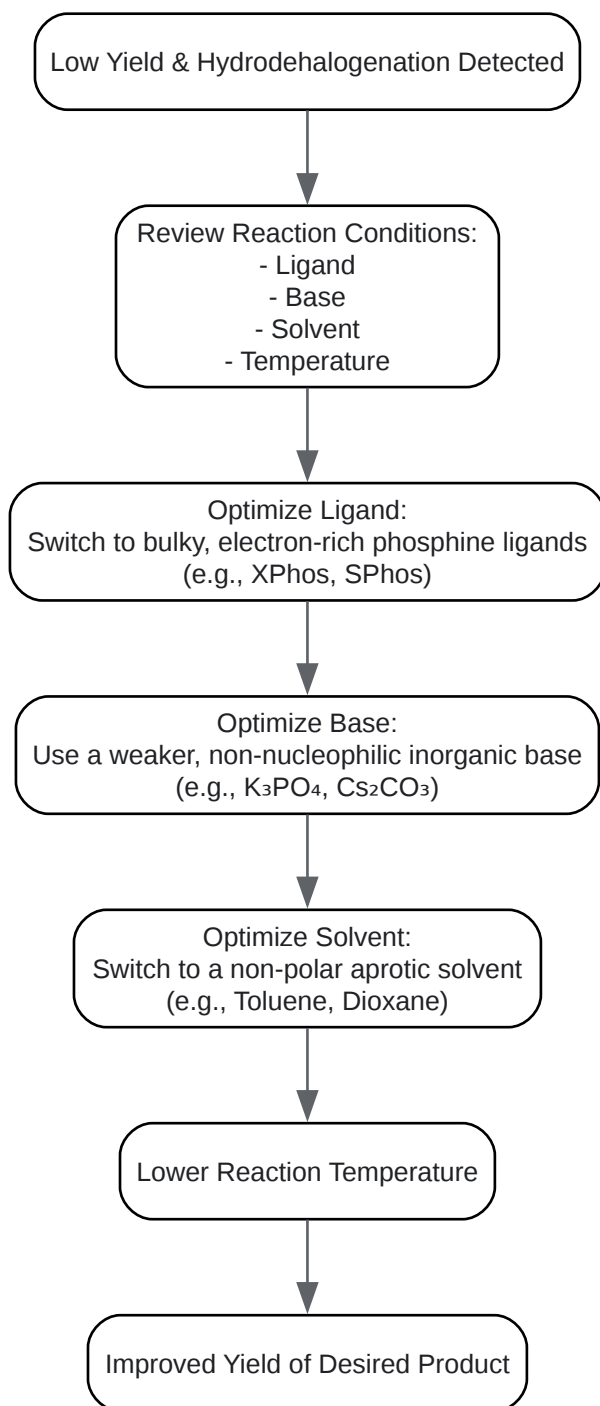 Low Yield & Hydrodehalogenation Detected
Review Reaction Conditions:
- Ligand
- Base
- Solvent
- Temperature
Optimize Ligand:
Switch to bulky, electron-rich phosphine ligands
(e.g., XPhos, SPhos)
Optimize Base:
Use a weaker, non-nucleophilic inorganic base
(e.g., K₃PO₄, Cs₂CO₃)
Optimize Solvent:
Switch to a non-polar aprotic solvent
(e.g., Toluene, Dioxane)
Lower Reaction Temperature
Improved Yield of Desired Product